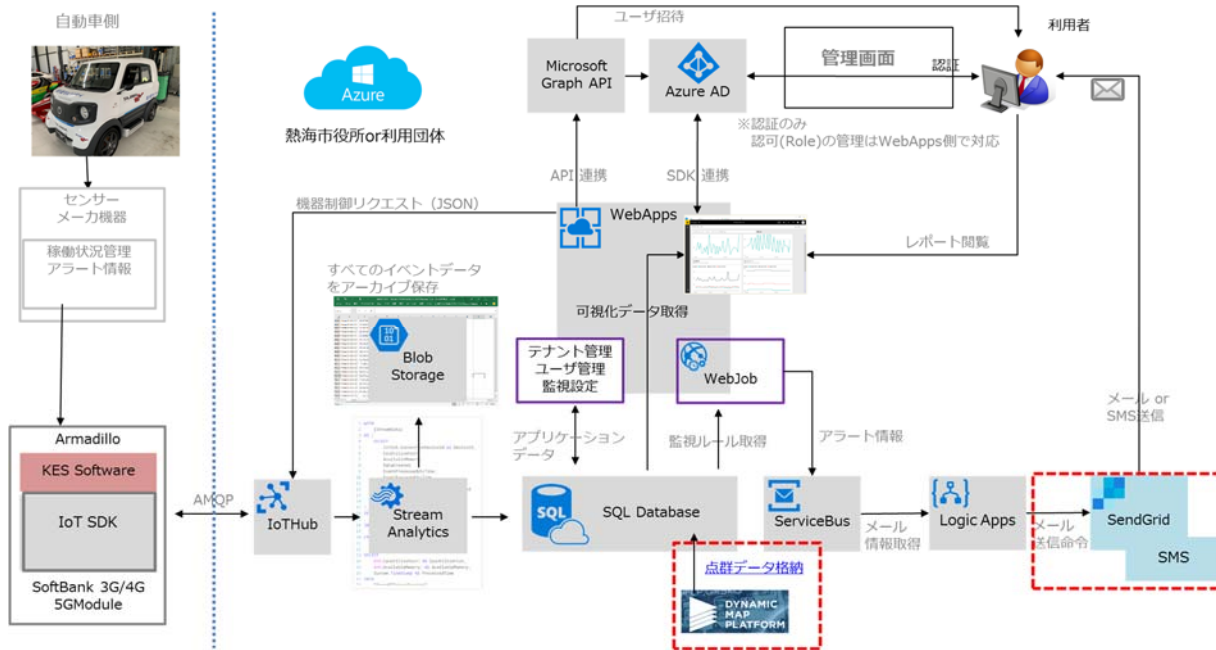 自動車側
Azure
熱海市役所or利用団体
ユーザ招待
利用者
Microsoft
Graph API
Azure AD
管理画面
認証
※認証のみ
認可(Role)の管理はWebApps側で対応
API 連携
SDK 連携
センサー
メーカ機器
稼働状況管理
アラート情報
機器制御リクエスト（JSON）
WebApps
レポート閲覧
すべてのイベントデータ
をアーカイブ保存
可視化データ取得
Blob
Storage
テナント管理
ユーザ管理
監視設定
WebJob
メール or
SMS送信
Armadillo
KES Software
IoT SDK
SoftBank 3G/4G
5GModule
アプリケーション
データ
監視ルール取得
アラート情報
AMQP
IoTHub
Stream
Analytics
SQL
SQL Database
ServiceBus
メール
情報取得
Logic Apps
メール
送信命令
SendGrid
SMS
点群データ格納
DYNAMIC
MAP
PLATFORM